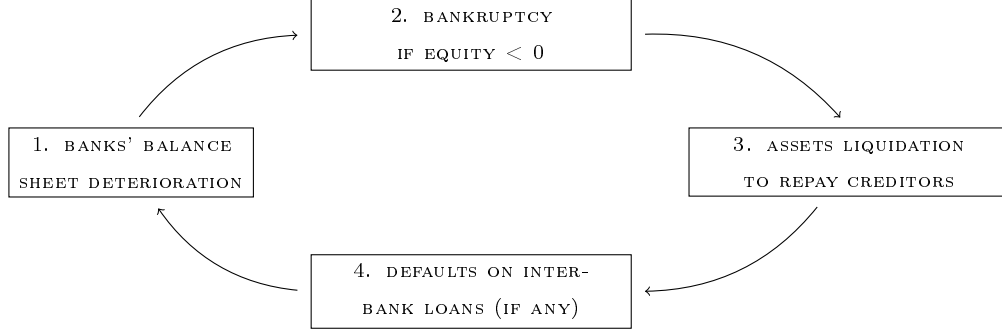 2. BANKRUPTCY
IF EQUITY < 0
1. BANKS' BALANCE
SHEET DETERIORATION
3. ASSETS LIQUIDATION
TO REPAY CREDITORS
4. DEFAULTS ON INTER-
BANK LOANS (IF ANY)